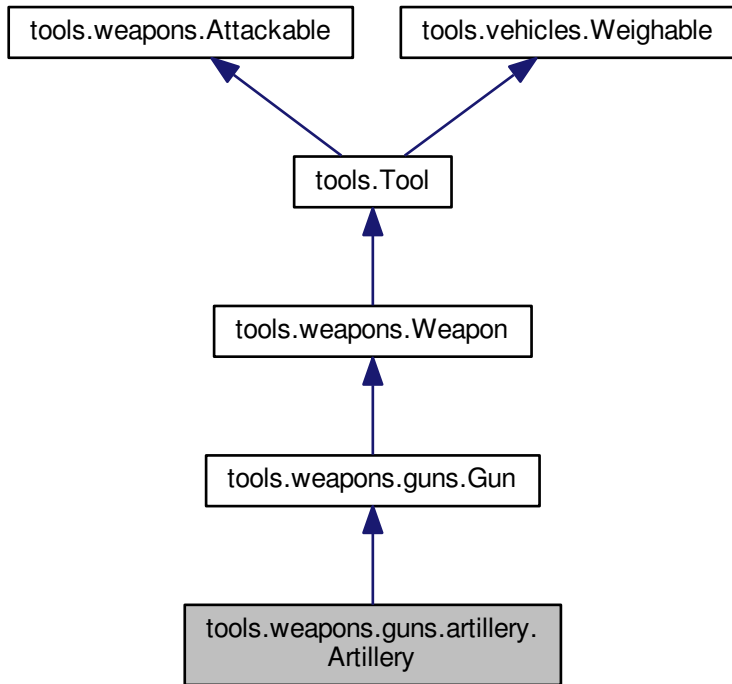 tools.weapons.Attackable
tools.vehicles.Weighable
tools.Tool
tools.weapons.Weapon
tools.weapons.guns.Gun
tools.weapons.guns.artillery.
Artillery